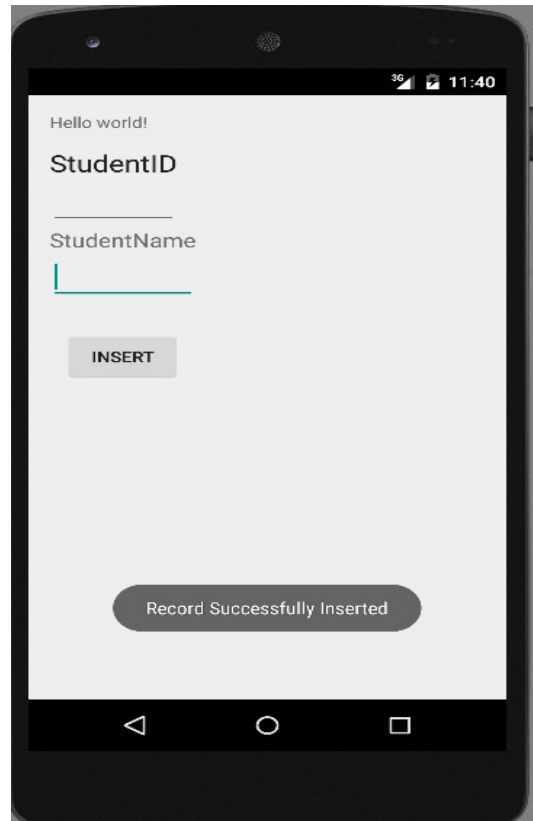 3G 11:40
Hello world!
StudentID
StudentName
INSERT
Record Successfully Inserted